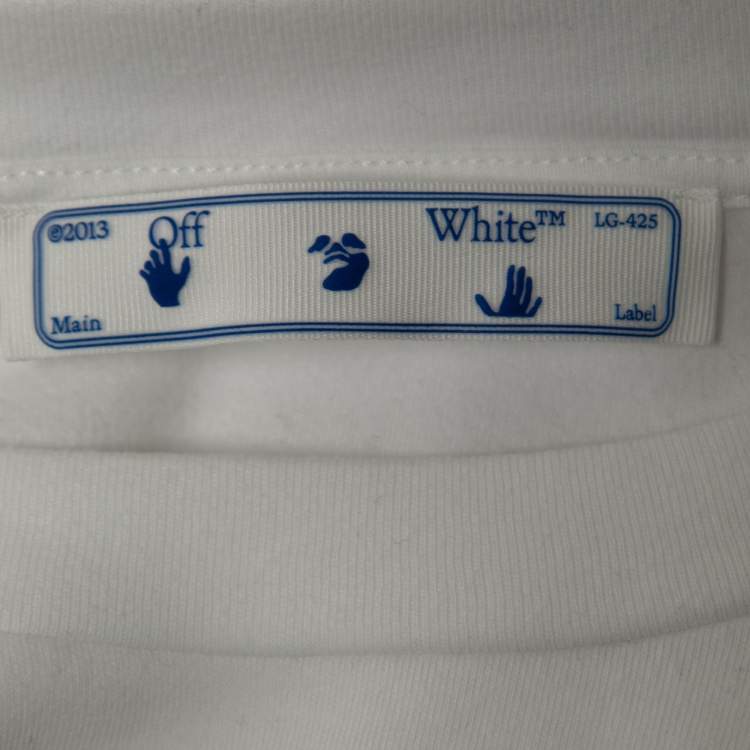 ©2013 Off White™ LG-425
Main Label